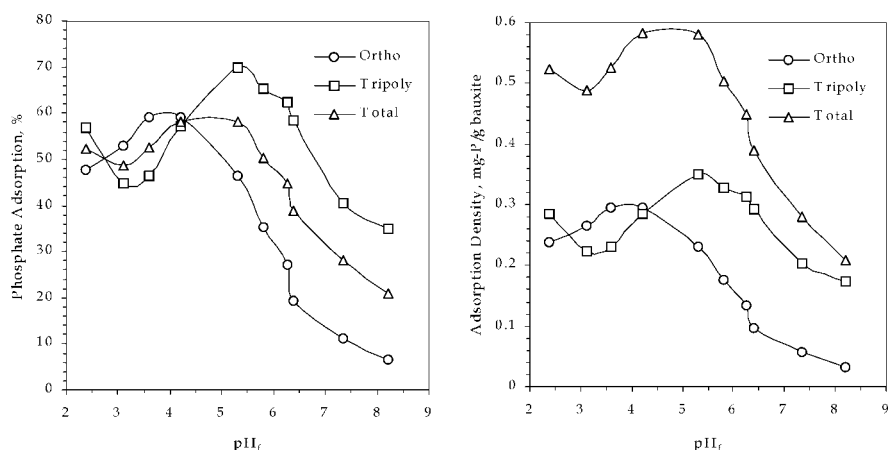 80
70
60
50
40
30
20
10
0
Phosphate Adsorption, %
Ortho
Tripoly
Total
2 3 4 5 6 7 8 9
pHf
0.6
0.5
0.4
0.3
0.2
0.1
0
Adsorption Density, mg-P/g bauxite
Ortho
Tripoly
Total
2 3 4 5 6 7 8 9
pHf